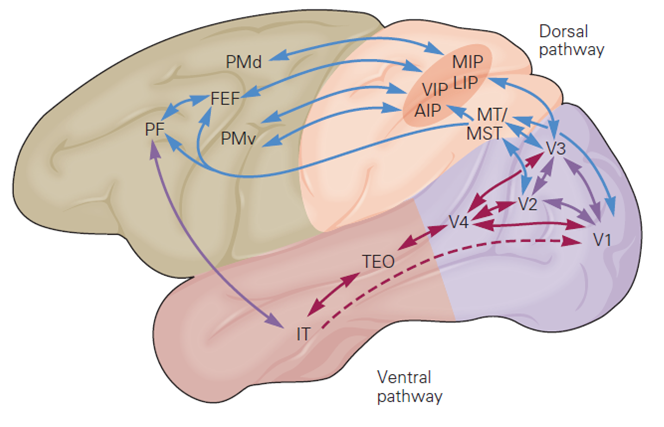 Dorsal
pathway
PMd
MIP
VIP LIP
AIP
FEF
PF
PMv
MT/
MST
V3
V2
V4
V1
TEO
IT
Ventral
pathway